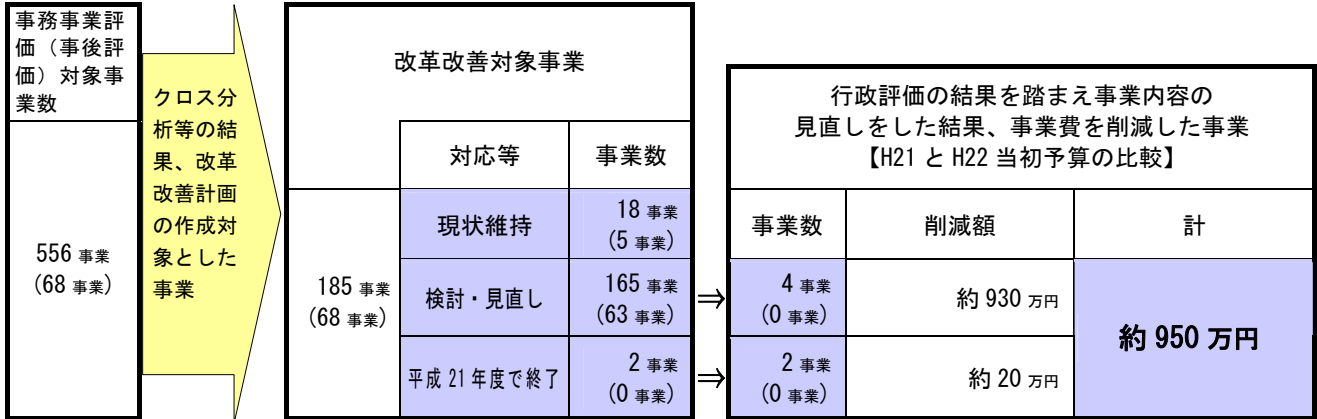 事務事業評
価（事後評
価）対象事
業数
556 事業
(68 事業)
クロス分
析等の結
果、改革
改善計画
の作成対
象とした
事業
改革改善対象事業
対応等
事業数
185 事業
(68 事業)
現状維持
18 事業
(5 事業)
検討・見直し
165 事業
(63 事業)
平成 21 年度で終了
2 事業
(0 事業)
⇒
⇒
行政評価の結果を踏まえ事業内容の
見直しをした結果、事業費を削減した事業
【H21 と H22 当初予算の比較】
事業数
削減額
計
4 事業
(0 事業)
約 930 万円
2 事業
(0 事業)
約 20 万円
約 950 万円